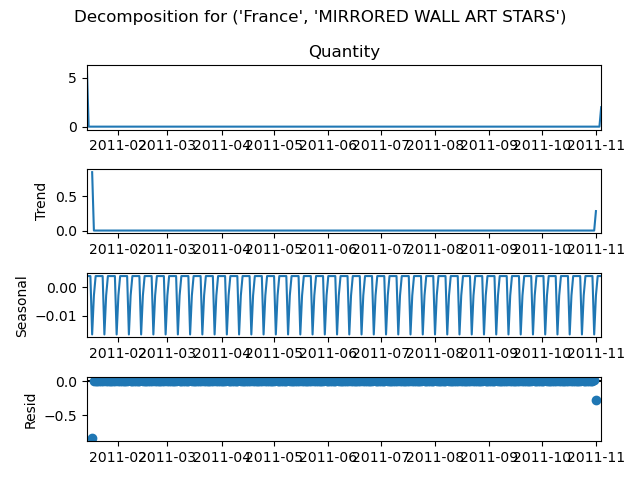 Decomposition for ('France', 'MIRRORED WALL ART STARS')
Quantity
5
0
2011-02 2011-03 2011-04 2011-05 2011-06 2011-07 2011-08 2011-09 2011-10 2011-11
Trend
0.5
0.0
2011-02 2011-03 2011-04 2011-05 2011-06 2011-07 2011-08 2011-09 2011-10 2011-11
Seasonal
0.00
−0.01
2011-02 2011-03 2011-04 2011-05 2011-06 2011-07 2011-08 2011-09 2011-10 2011-11
Resid
0.0
−0.5
2011-02 2011-03 2011-04 2011-05 2011-06 2011-07 2011-08 2011-09 2011-10 2011-11